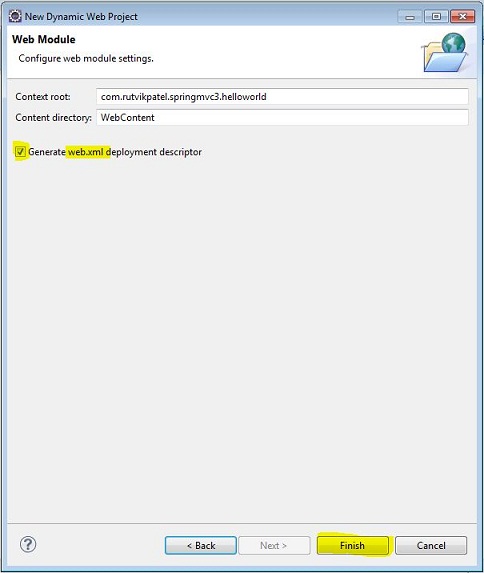 New Dynamic Web Project
Web Module
Configure web module settings.
Context root: com.rutvikpatel.springmvc3.helloworld
Content directory: WebContent
Generate web.xml deployment descriptor
? < Back Next > Finish Cancel